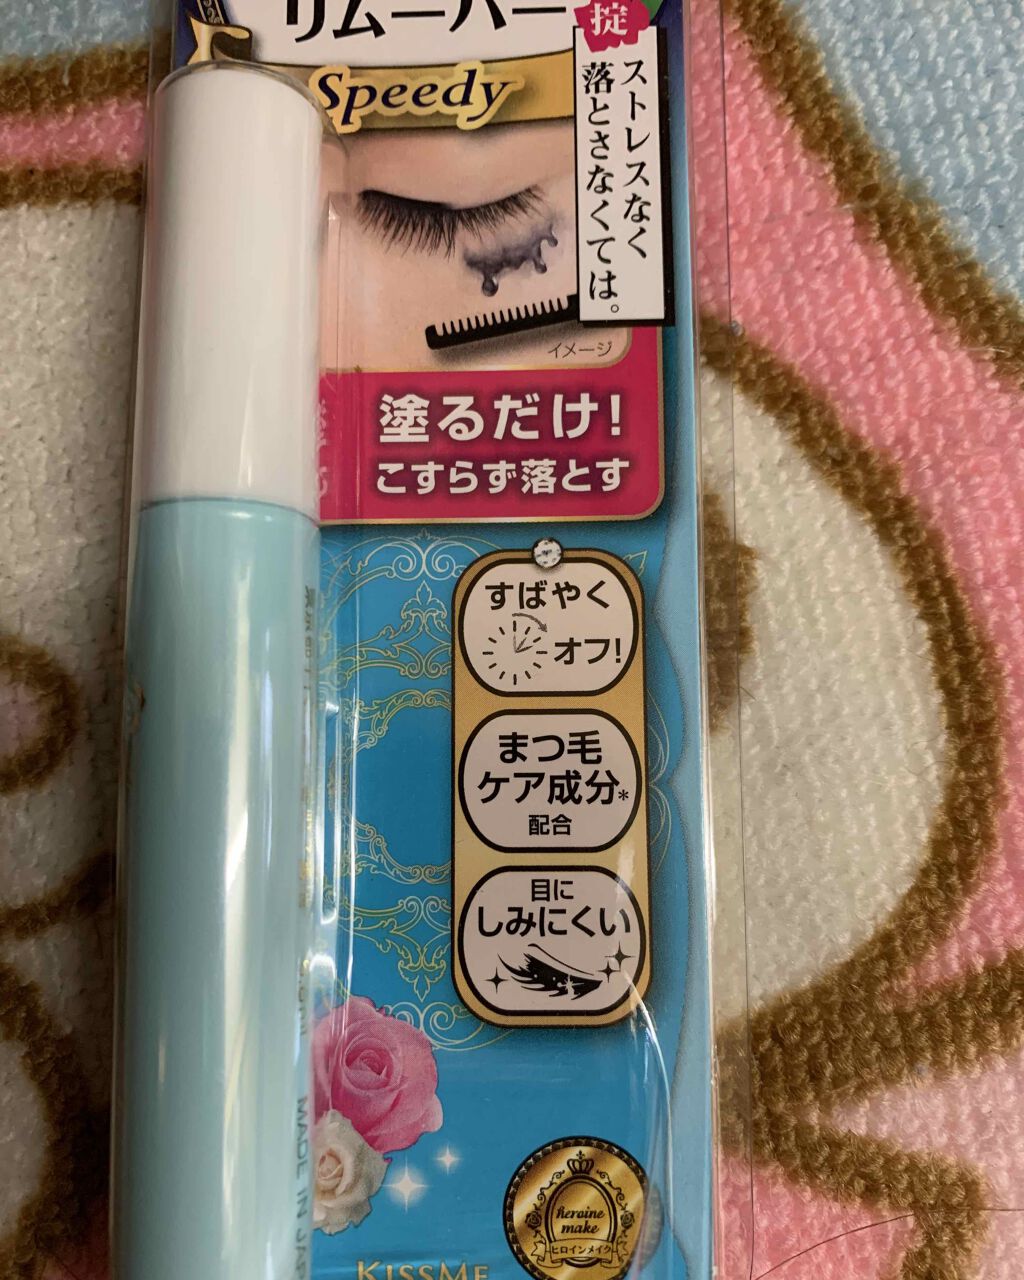 リムーバー
Speedy
掟
ストレスなく
落とさなくては。
イメージ
塗るだけ!
こすらず落とす
すばやく
オフ!
まつ毛
ケア成分*
配合
目に
しみにくい
MADE IN JAPA
heroine
make
ヒロインメイク
KISSME